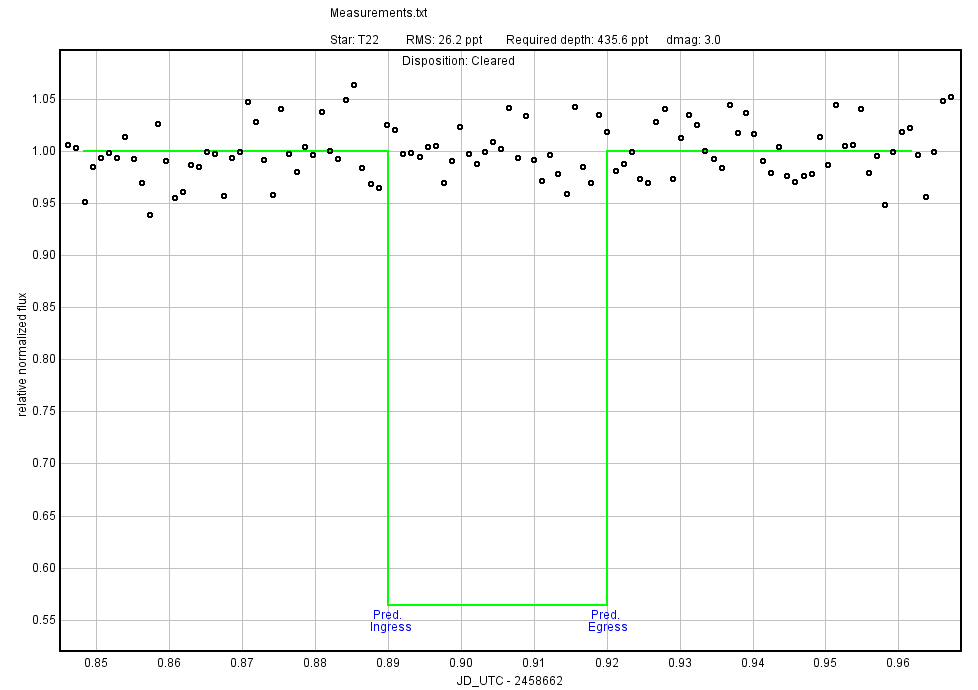 Measurements.txt
Star: T22 RMS: 26.2 ppt Required depth: 435.6 ppt dmag: 3.0
Disposition: Cleared
1.05
1.00
0.95
0.90
0.85
0.80
0.75
0.70
0.65
0.60
0.55
relative normalized flux
Pred. Ingress
Pred. Egress
0.85 0.86 0.87 0.88 0.89 0.90 0.91 0.92 0.93 0.94 0.95 0.96
JD_UTC - 2458662